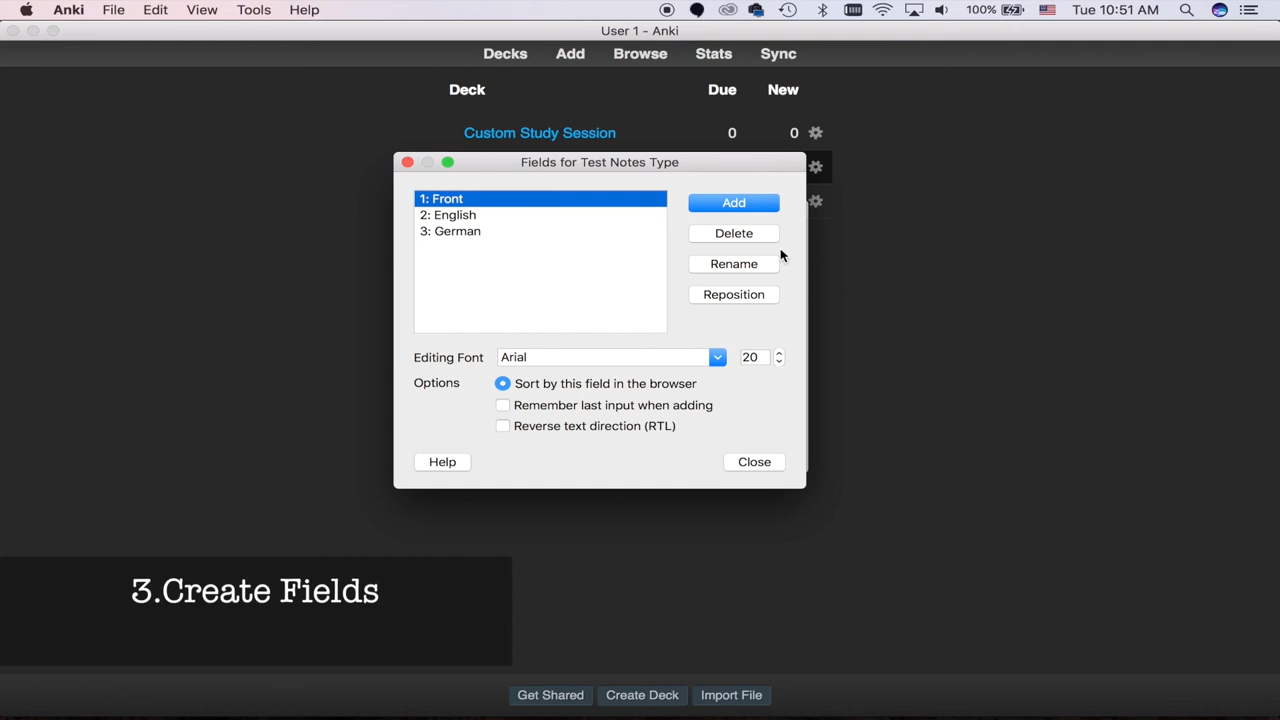 Anki File Edit View Tools Help 100% Tue 10:51 AM
User 1 - Anki
Decks Add Browse Stats Sync
Deck Due New
Custom Study Session 0 0
Fields for Test Notes Type
1: Front
2: English
3: German
Add
Delete
Rename
Reposition
Editing Font Arial 20
Options Sort by this field in the browser
Remember last input when adding
Reverse text direction (RTL)
Help Close
3.Create Fields
Get Shared Create Deck Import File